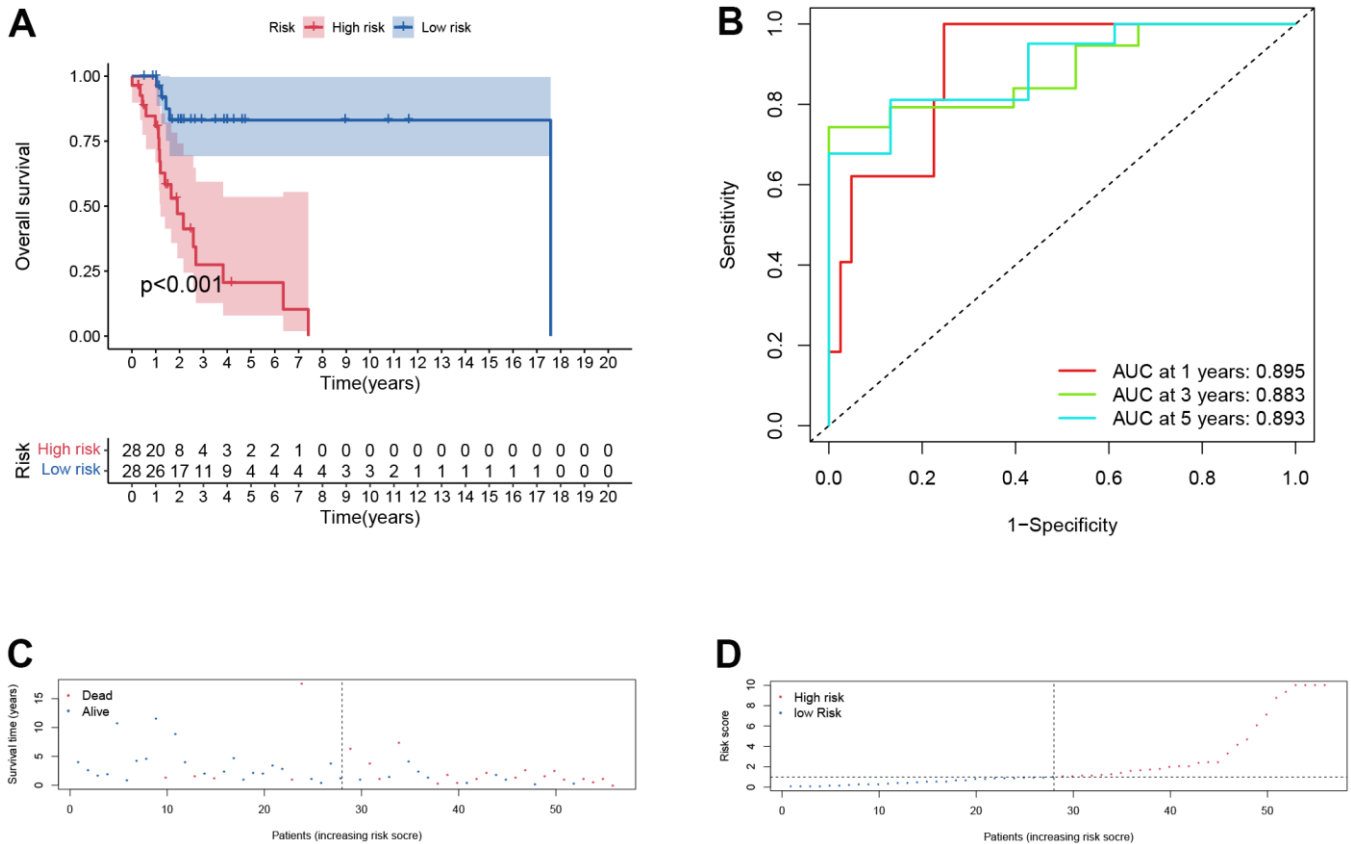 A
Risk High risk Low risk
Overall survival
1.00
0.75
0.50
0.25
0.00
p<0.001
0 1 2 3 4 5 6 7 8 9 10 11 12 13 14 15 16 17 18 19 20
Time(years)
Risk
High risk 28 20 8 4 3 2 2 1 0 0 0 0 0 0 0 0 0 0 0 0 0
Low risk 28 26 17 11 9 4 4 4 4 3 3 2 1 1 1 1 1 1 0 0 0
0 1 2 3 4 5 6 7 8 9 10 11 12 13 14 15 16 17 18 19 20
Time(years)
B
Sensitivity
1.0
0.8
0.6
0.4
0.2
0.0
AUC at 1 years: 0.895
AUC at 3 years: 0.883
AUC at 5 years: 0.893
0.0 0.2 0.4 0.6 0.8 1.0
1−Specificity
C
Survival time (years)
15
10
5
0
Dead
Alive
0 10 20 30 40 50
Patients (increasing risk socre)
D
Risk score
10
8
6
4
2
0
High risk
low Risk
0 10 20 30 40 50
Patients (increasing risk socre)